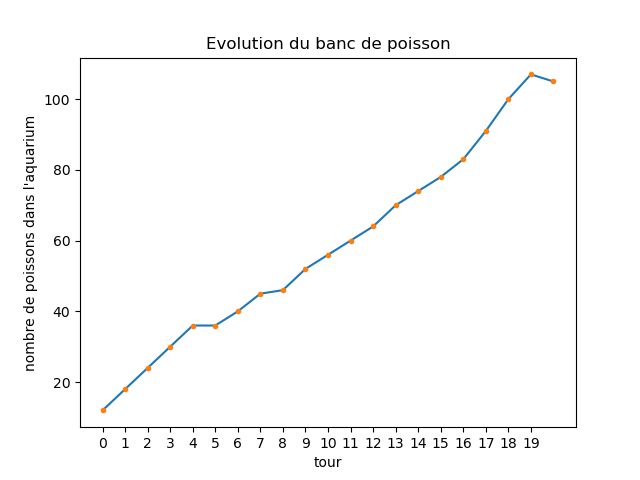 Evolution du banc de poisson
nombre de poissons dans l'aquarium
100
80
60
40
20
0 1 2 3 4 5 6 7 8 9 10 11 12 13 14 15 16 17 18 19
tour